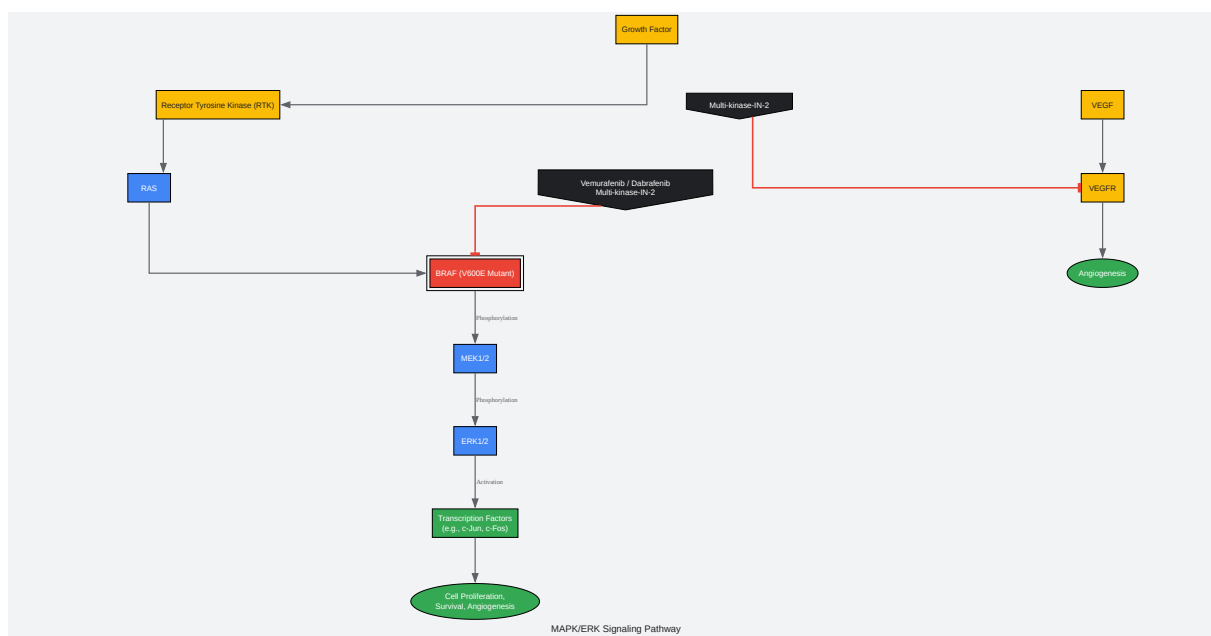 Growth Factor
Receptor Tyrosine Kinase (RTK)
Multi-kinase-IN-2
VEGF
RAS
Vemurafenib / Dabrafenib
Multi-kinase-IN-2
VEGFR
BRAF (V600E Mutant)
Angiogenesis
Phosphorylation
MEK1/2
Phosphorylation
ERK1/2
Activation
Transcription Factors
(e.g., c-Jun, c-Fos)
Cell Proliferation,
Survival, Angiogenesis
MAPK/ERK Signaling Pathway